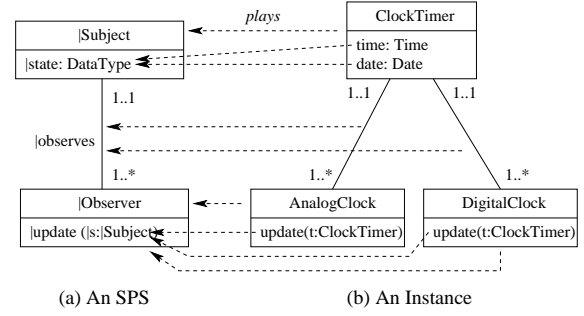 plays
|Subject
ClockTimer
|state: DataType
time: Time
date: Date
1..1
1..1
1..1
|observes
1..*
1..*
1..*
|Observer
AnalogClock
DigitalClock
|update (|s:|Subject)
update(t:ClockTimer)
update(t:ClockTimer)
(a) An SPS
(b) An Instance